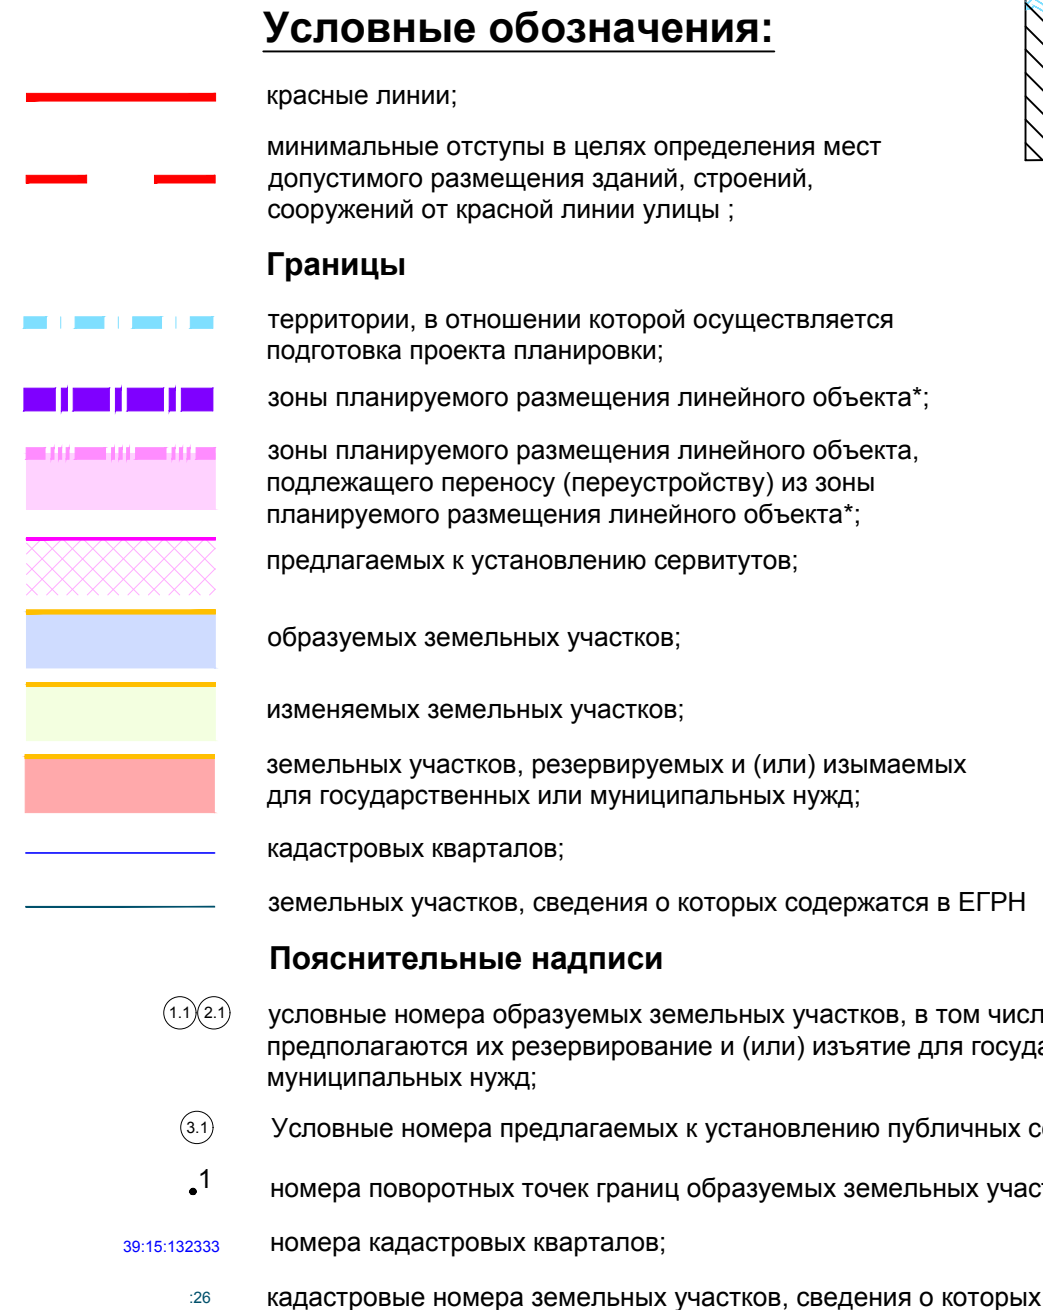 Условные обозначения:
красные линии;
минимальные отступы в целях определения мест
допустимого размещения зданий, строений,
сооружений от красной линии улицы ;
Границы
территории, в отношении которой осуществляется
подготовка проекта планировки;
зоны планируемого размещения линейного объекта*;
зоны планируемого размещения линейного объекта,
подлежащего переносу (переустройству) из зоны
планируемого размещения линейного объекта*;
предлагаемых к установлению сервитутов;
образуемых земельных участков;
изменяемых земельных участков;
земельных участков, резервируемых и (или) изымаемых
для государственных или муниципальных нужд;
кадастровых кварталов;
земельных участков, сведения о которых содержатся в ЕГРН
Пояснительные надписи
1.1 2.1 условные номера образуемых земельных участков, в том
предполагаются их резервирование и (или) изъятие для
муниципальных нужд;
3.1 Условные номера предлагаемых к установлению публичных
1 номера поворотных точек границ образуемых земельных
39:15:132333 номера кадастровых кварталов;
:26 кадастровые номера земельных участков, сведения о которых